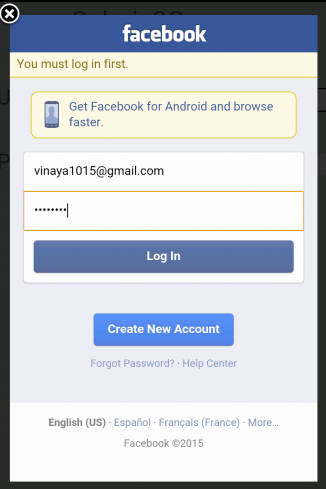 facebook
You must log in first.
Get Facebook for Android and browse
faster.
vinaya1015@gmail.com
••••••••
Log In
Create New Account
Forgot Password? · Help Center
English (US) · Español · Français (France) · More...
Facebook ©2015